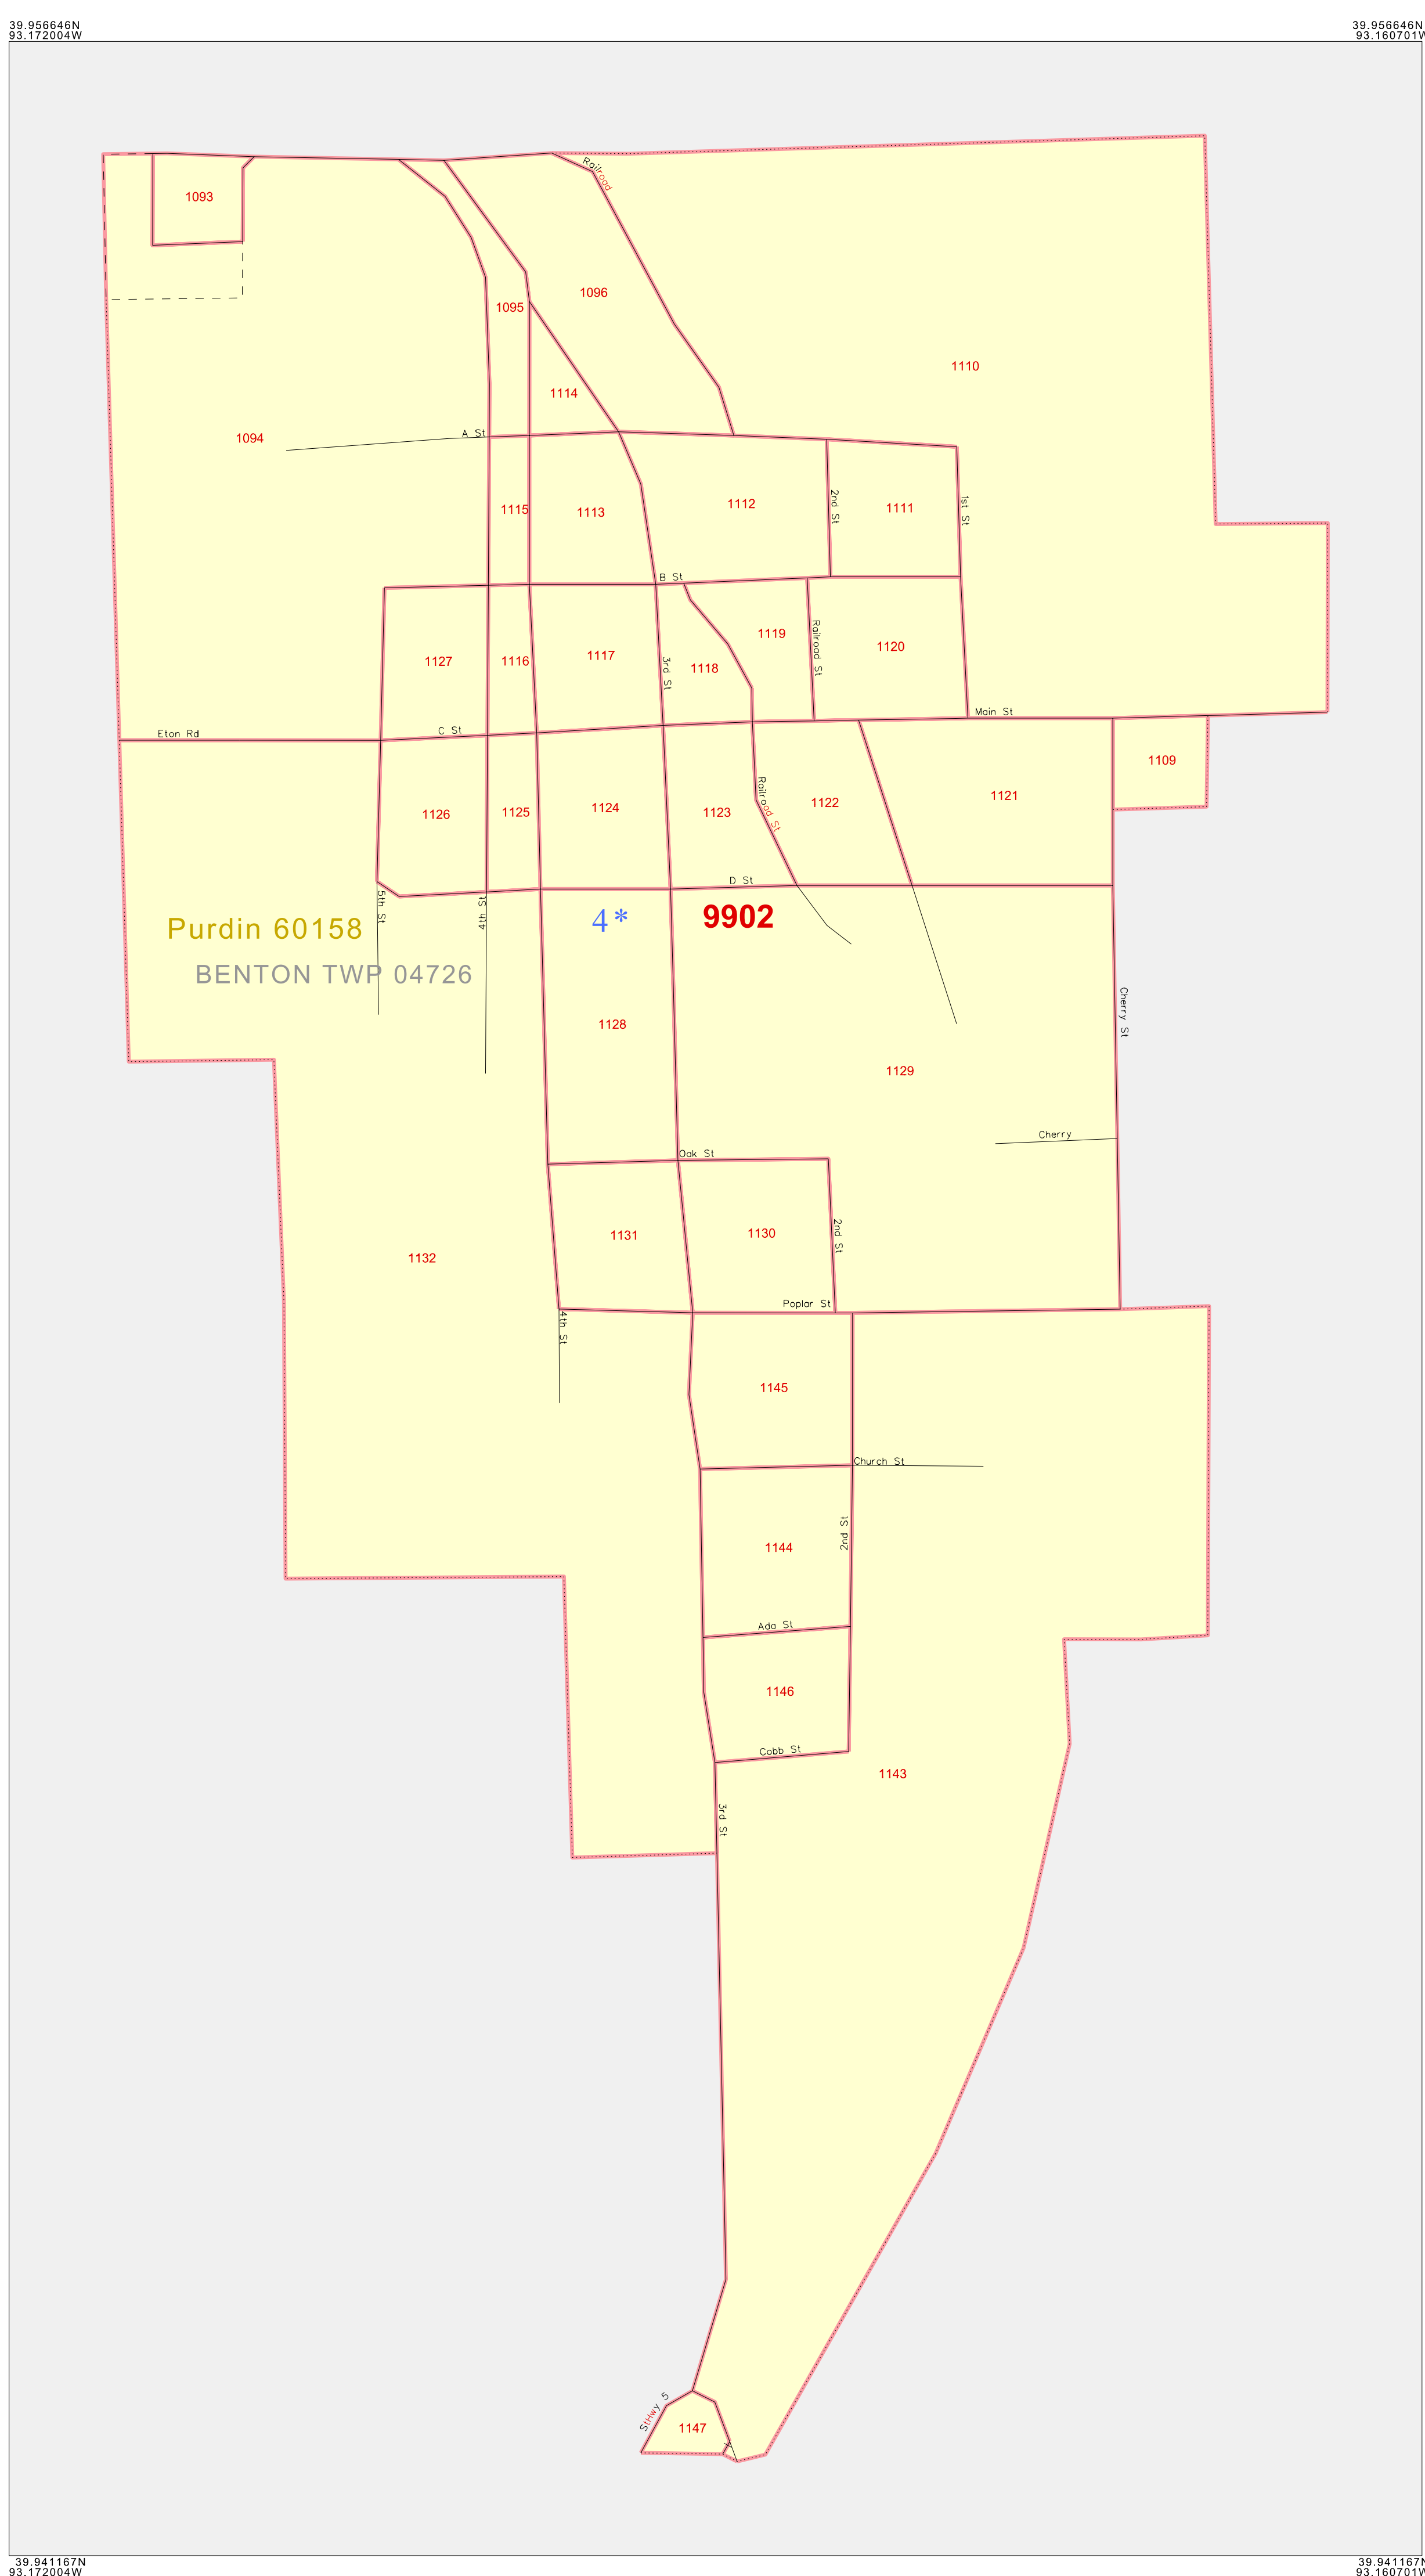 39.956646N
93.172004W
39.956646N
93.160701W
Railroad
1093
1095
1096
1110
1114
1094
A St
1115
1113
1112
2nd St
1111
1st St
B St
1127
1116
1117
3rd St
1118
1119
Railroad St
1120
Eton Rd
C St
Main St
1109
1126
1125
1124
1123
Railroad St
1122
1121
D St
5th St
4th St
Purdin 60158
4*
9902
BENTON TWP 04726
Cherry St
1128
1129
Cherry
Oak St
1132
1131
1130
2nd St
Poplar St
4th St
1145
Church St
1144
2nd St
Ada St
1146
Cobb St
1143
3rd St
StHwy 5
1147
Y
39.941167N
93.172004W
39.941167N
93.160701W